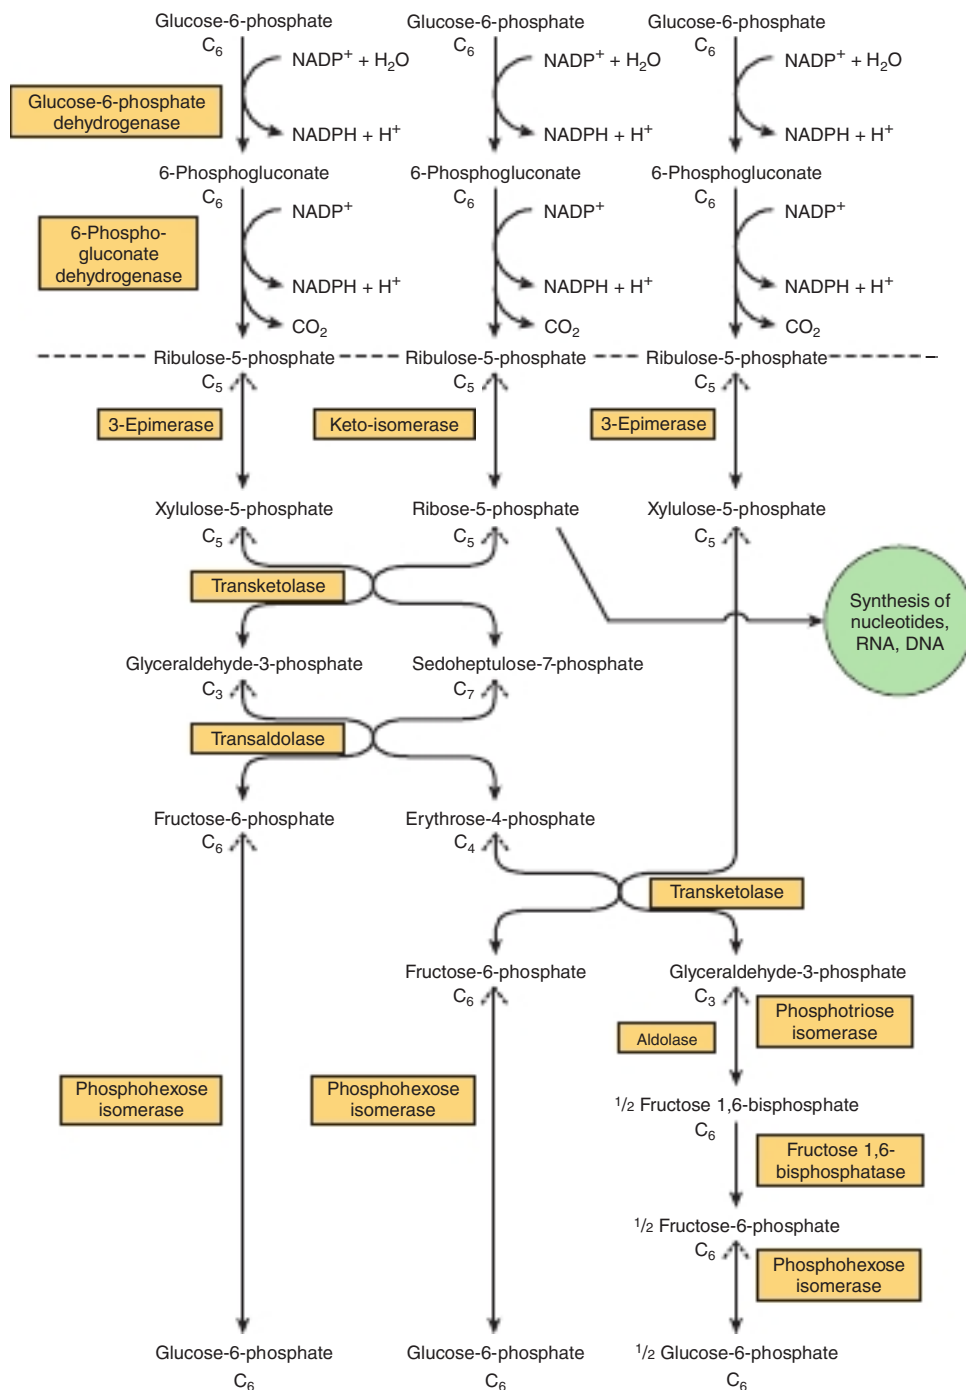 Glucose-6-phosphate Glucose-6-phosphate Glucose-6-phosphate
C6 C6 C6
NADP+ + H2O NADP+ + H2O NADP+ + H2O
Glucose-6-phosphate
dehydrogenase
NADPH + H+ NADPH + H+ NADPH + H+
6-Phosphogluconate 6-Phosphogluconate 6-Phosphogluconate
C6 C6 C6
NADP+ NADP+ NADP+
6-Phospho-
gluconate
dehydrogenase
NADPH + H+ NADPH + H+ NADPH + H+
CO2 CO2 CO2
Ribulose-5-phosphate Ribulose-5-phosphate Ribulose-5-phosphate
C5 C5 C5
3-Epimerase Keto-isomerase 3-Epimerase
Xylulose-5-phosphate Ribose-5-phosphate Xylulose-5-phosphate
C5 C5 C5
Transketolase
Synthesis of
nucleotides,
RNA, DNA
Glyceraldehyde-3-phosphate Sedoheptulose-7-phosphate
C3 C7
Transaldolase
Fructose-6-phosphate Erythrose-4-phosphate
C6 C4
Transketolase
Fructose-6-phosphate Glyceraldehyde-3-phosphate
C6 C3
Phosphotriose
isomerase
Aldolase
Phosphohexose
isomerase
Phosphohexose
isomerase
1/2 Fructose 1,6-bisphosphate
C6
Fructose 1,6-
bisphosphatase
1/2 Fructose-6-phosphate
C6
Phosphohexose
isomerase
Glucose-6-phosphate Glucose-6-phosphate 1/2 Glucose-6-phosphate
C6 C6 C6